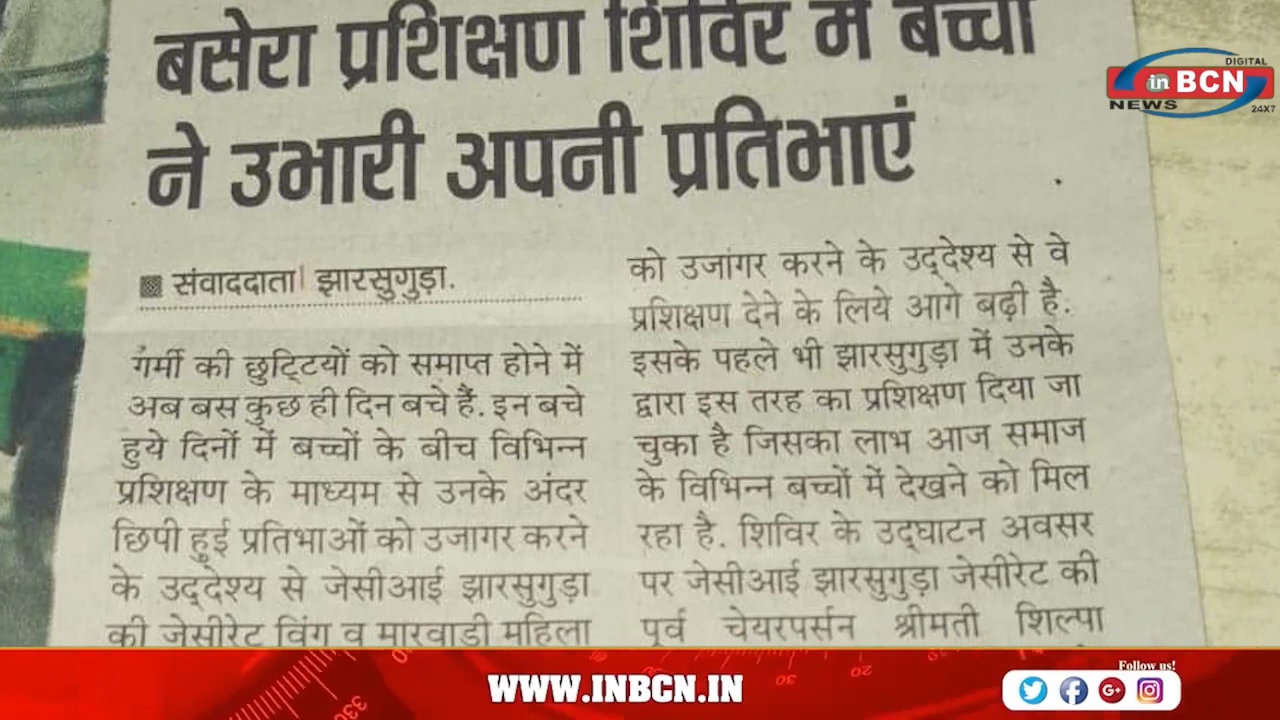 बसेरा प्रशिक्षण शिविर में बच्चों
ने उभारी अपनी प्रतिभाएं
संवाददाता| झारसुगुड़ा.
गर्मी की छुट्टियों को समाप्त होने में
अब बस कुछ ही दिन बचे हैं. इन बचे
हुये दिनों में बच्चों के बीच विभिन्न
प्रशिक्षण के माध्यम से उनके अंदर
छिपी हुई प्रतिभाओं को उजागर करने
के उद्देश्य से जेसीआई झारसुगुड़ा
की जेसीरेट विंग व मारवाड़ी महिला
को उजांगर करने के उद्देश्य से वे
प्रशिक्षण देने के लिये आगे बढ़ी है.
इसके पहले भी झारसुगुड़ा में उनके
द्वारा इस तरह का प्रशिक्षण दिया जा
चुका है जिसका लाभ आज समाज
के विभिन्न बच्चों में देखने को मिल
रहा है. शिविर के उद्घाटन अवसर
पर जेसीआई झारसुगुड़ा जेसीरेट की
पूर्व चेयरपर्सन श्रीमती शिल्पा
DIGITAL
in BCN
NEWS 24X7
WWW.INBCN.IN
Follow us!